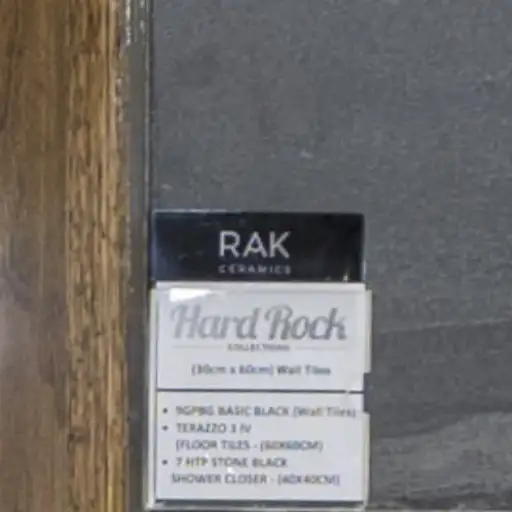 RAK
CERAMICS
Hard Rock
COLLECTIONS
(30cm x 60cm) Wall Tiles
• 9GPBG BASIC BLACK (Wall Tiles)
• TERAZZO 3 IV
(FLOOR TILES - (60X60CM)
• 7 HTP STONE BLACK
SHOWER CLOSER - (40X40CM)